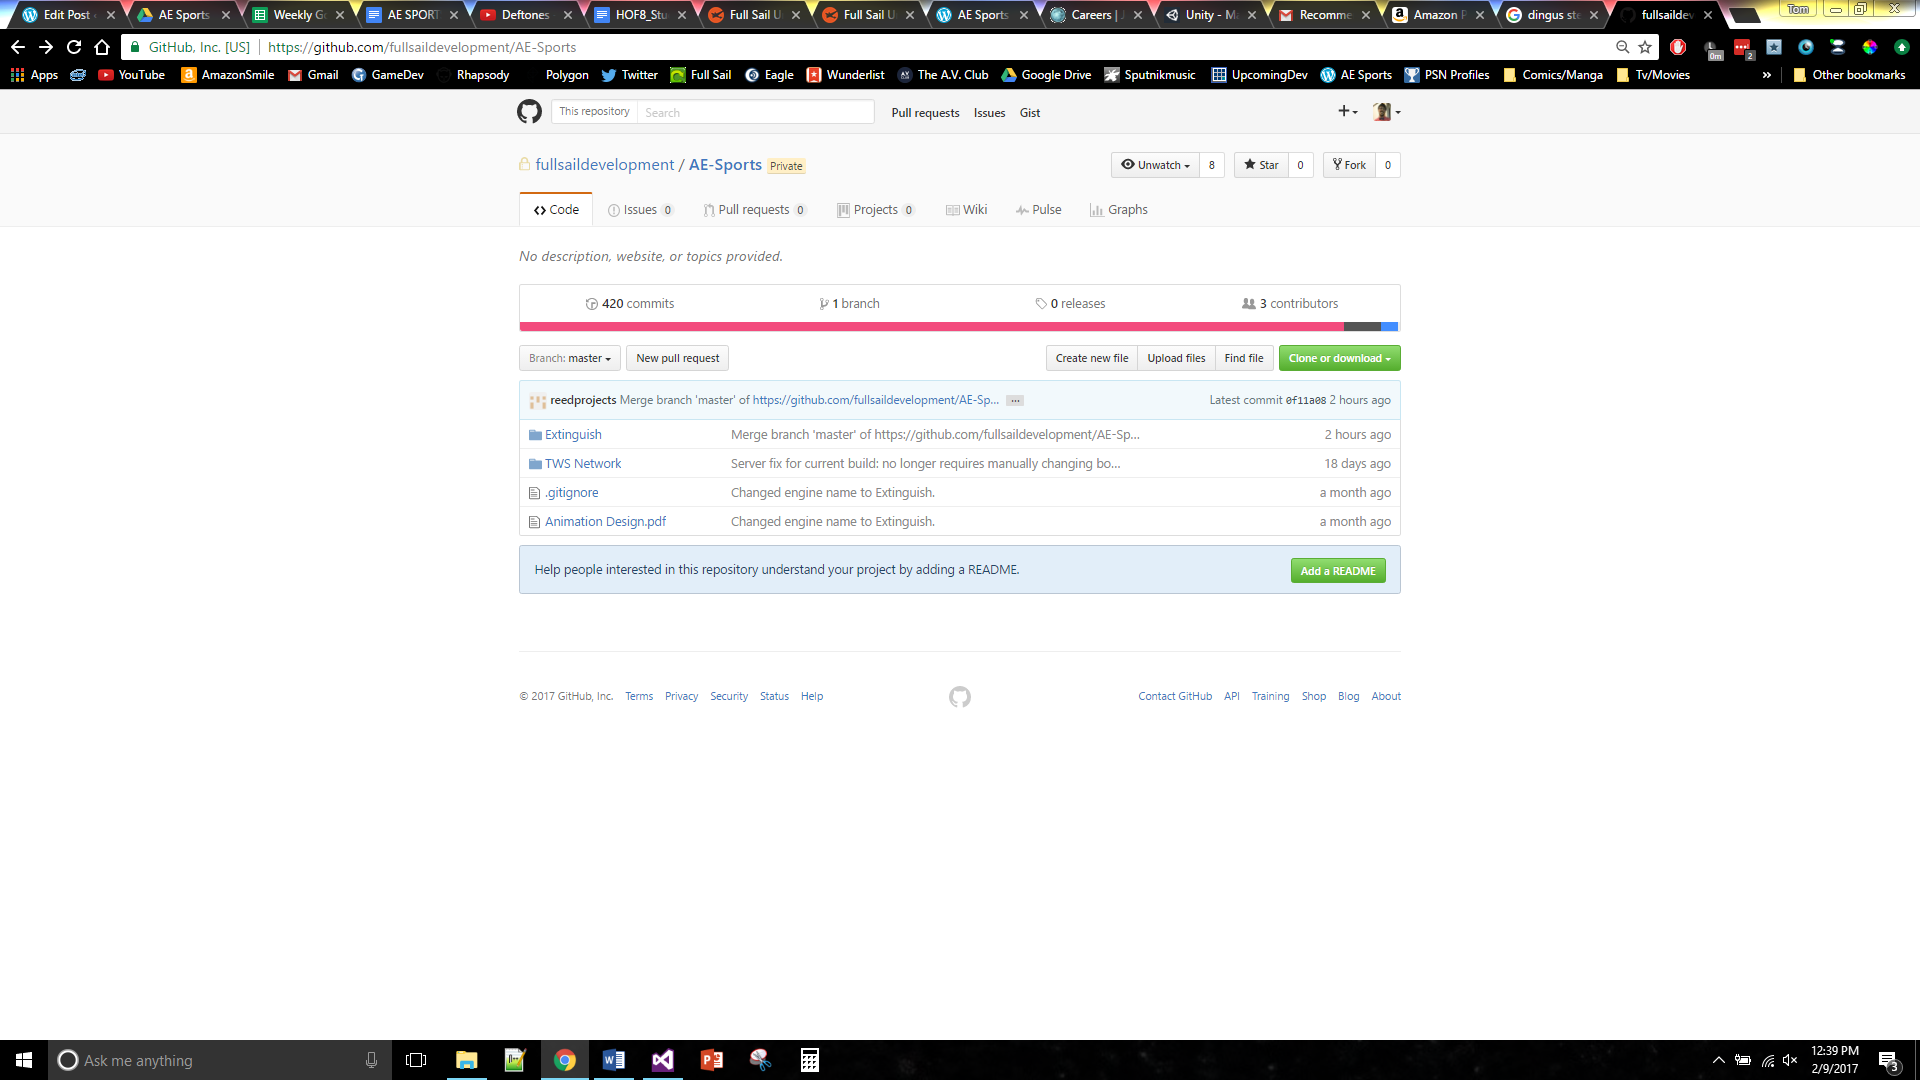 Edit Post
AE Sports
Weekly G
AE SPORT
Deftones
HOF8_Stu
Full Sail U
Full Sail U
AE Sports
Careers | J
Unity - M
Recomme
Amazon P
dingus ste
fullsaildev
Tom
GitHub, Inc. [US] https://github.com/fullsaildevelopment/AE-Sports
0m 2
Apps YouTube AmazonSmile Gmail GameDev Rhapsody Polygon Twitter Full Sail Eagle Wunderlist The A.V. Club Google Drive Sputnikmusic UpcomingDev AE Sports PSN Profiles Comics/Manga Tv/Movies » Other bookmarks
This repository Search Pull requests Issues Gist
fullsaildevelopment / AE-Sports Private
Unwatch 8 Star 0 Fork 0
Code Issues 0 Pull requests 0 Projects 0 Wiki Pulse Graphs
No description, website, or topics provided.
420 commits 1 branch 0 releases 3 contributors
Branch: master New pull request Create new file Upload files Find file Clone or download
reedprojects Merge branch 'master' of https://github.com/fullsaildevelopment/AE-Sp... … Latest commit 0f11a08 2 hours ago
Extinguish Merge branch 'master' of https://github.com/fullsaildevelopment/AE-Sp... 2 hours ago
TWS Network Server fix for current build: no longer requires manually changing bo... 18 days ago
.gitignore Changed engine name to Extinguish. a month ago
Animation Design.pdf Changed engine name to Extinguish. a month ago
Help people interested in this repository understand your project by adding a README. Add a README
© 2017 GitHub, Inc. Terms Privacy Security Status Help Contact GitHub API Training Shop Blog About
Ask me anything
12:39 PM
2/9/2017
3